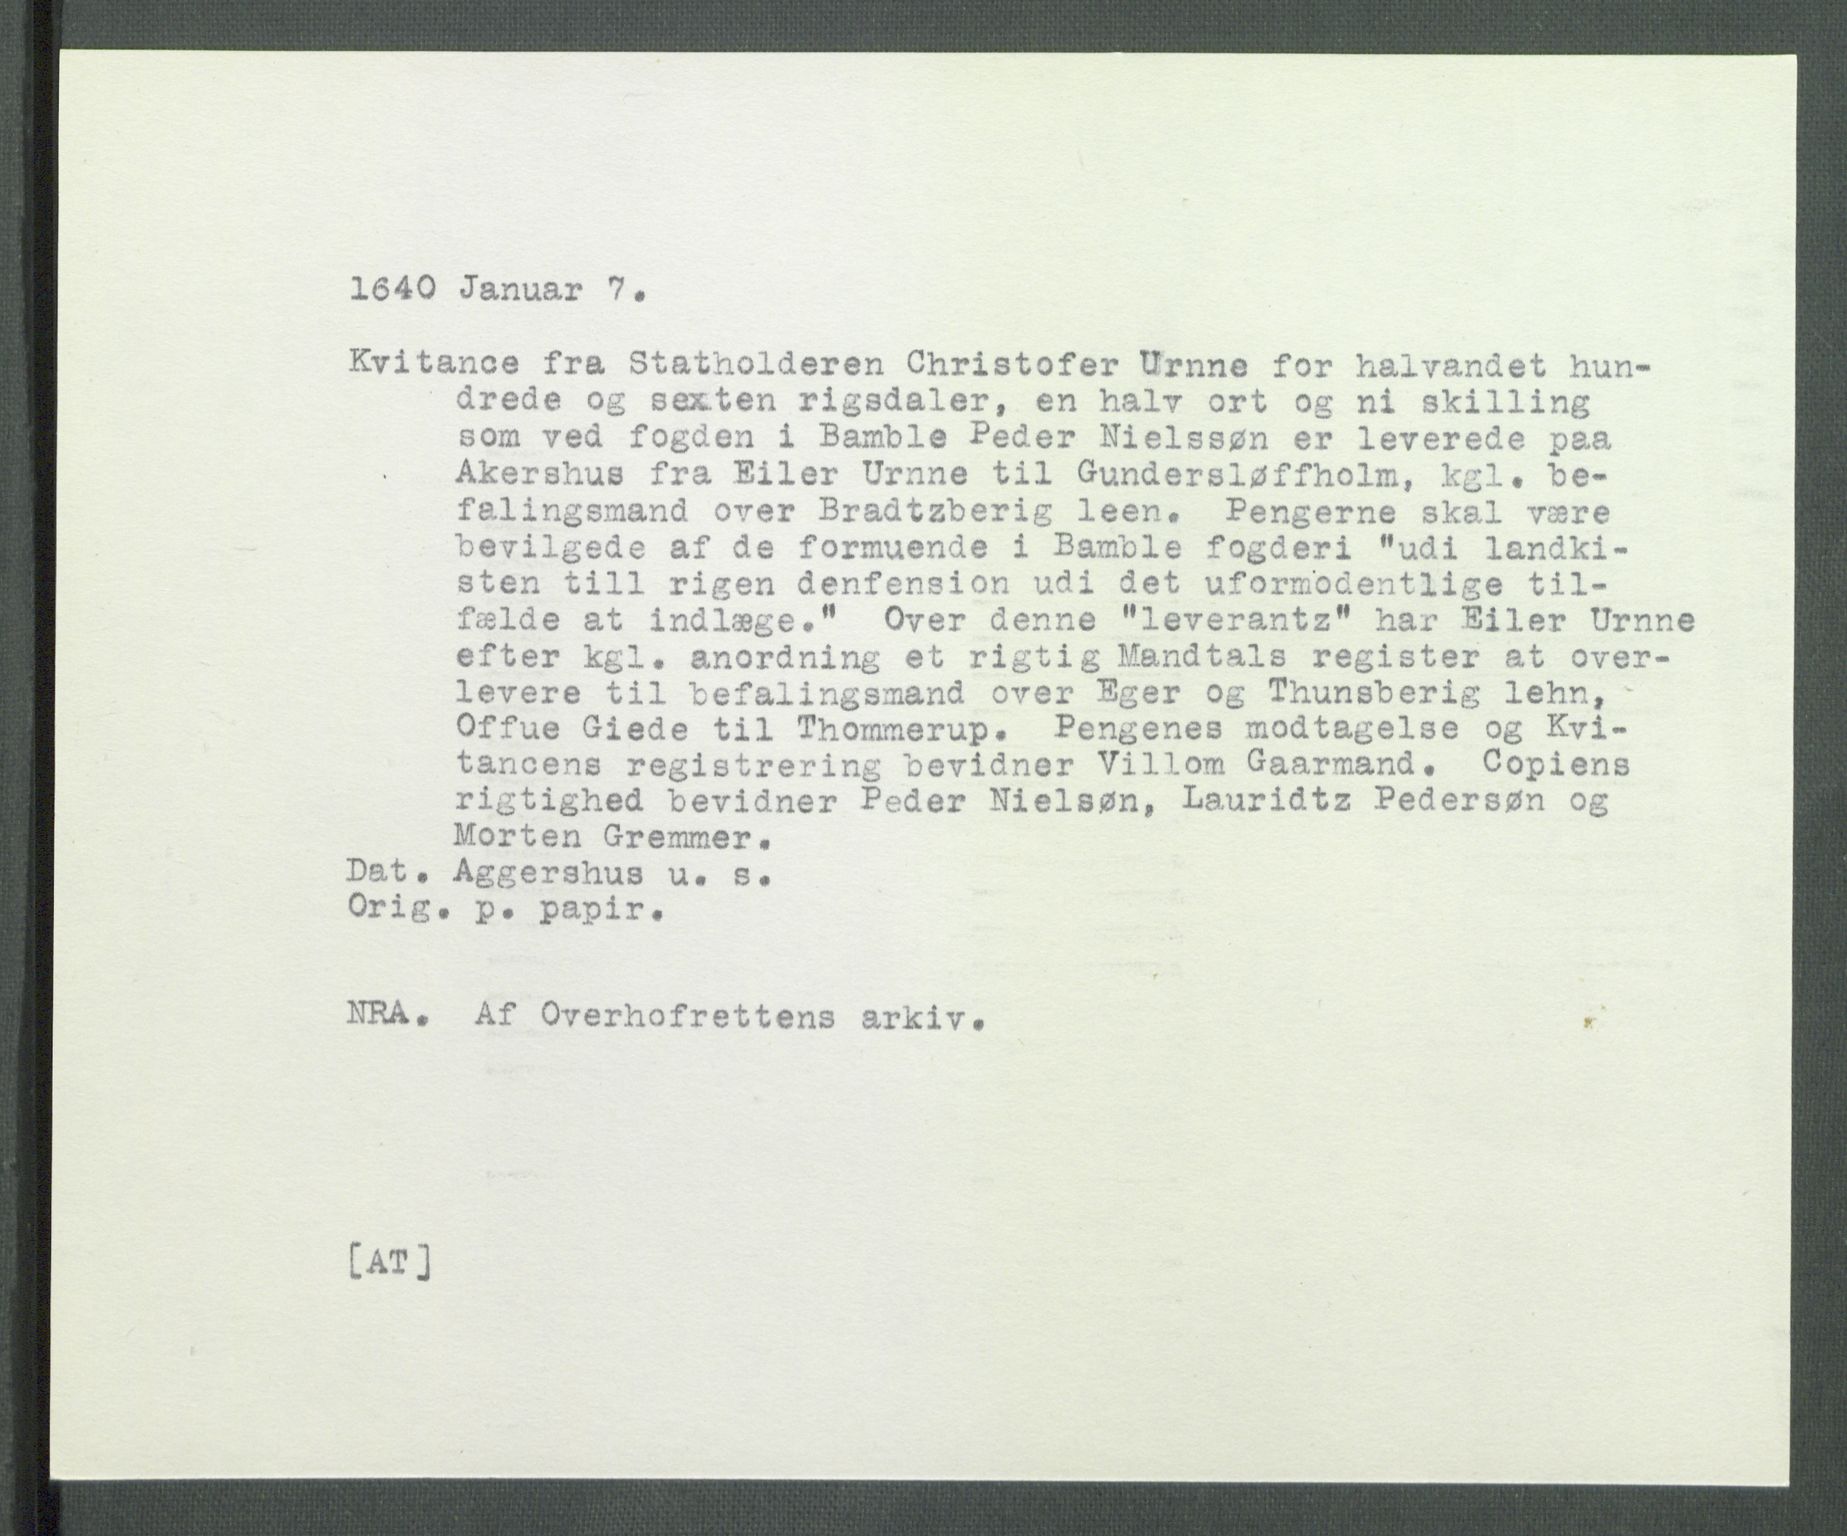 1640 Januar 7.
Kvitance fra Statholderen Christofer Urnne for halvandet hun-
drede og sexten rigsdaler, en halv ort og ni skilling
som ved fogden i Bamble Peder Nielssøn er leverede paa
Akershus fra Eiler Urnne til Gundersløffholm, kgl. be-
falingsmand over Bradtzberig leen. Pengerne skal være
bevilgede af de formuende i Bamble fogderi "udi landki-
sten till rigen denfension udi det uformodentlige til-
fælde at indlæge." Over denne "leverantz" har Eiler Urnne
efter kgl. anordning et rigtig Mandtals register at over-
levere til befalingsmand over Eger og Thunsberig lehn,
Offue Giede til Thommerup. Pengenes modtagelse og Kvi-
tancens registrering bevidner Villom Gaarmand. Copiens
rigtighed bevidner Peder Nielsøn, Lauridtz Pedersøn og
Morten Gremmer.
Dat. Aggershus u. s.
Orig. p. papir.
NRA. Af Overhofrettens arkiv.
[AT]